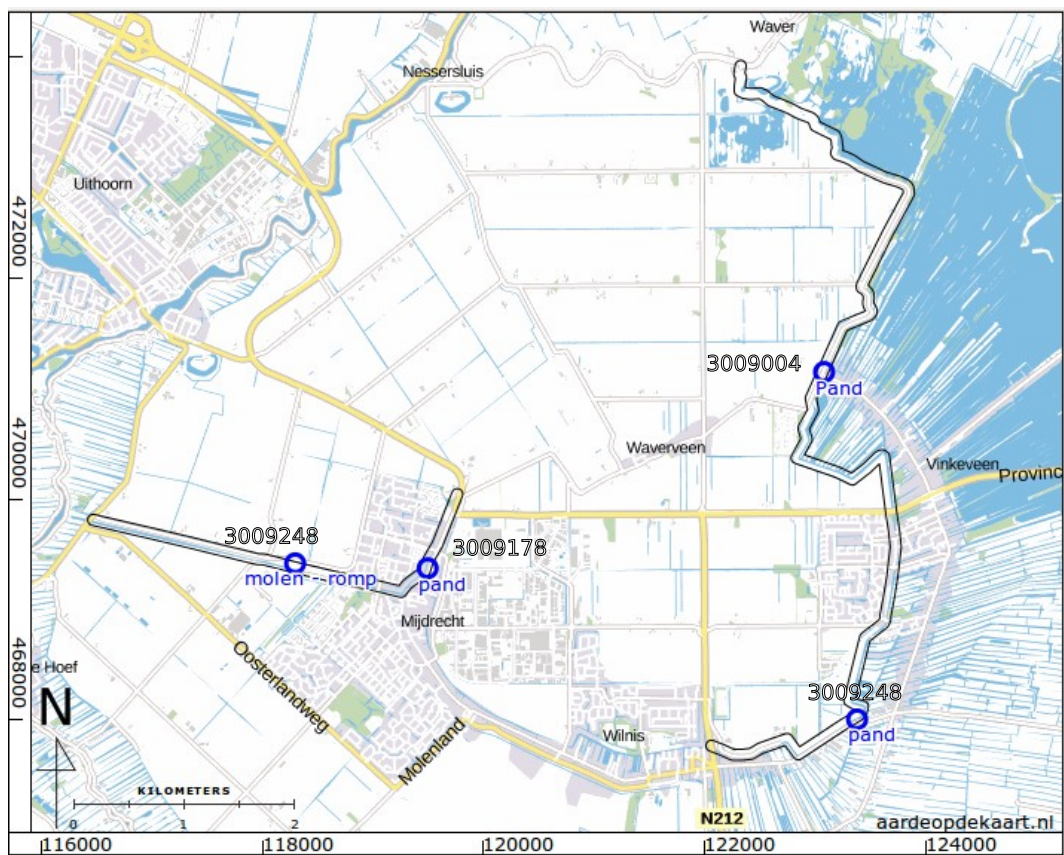 Waver
Nessersluis
Uithoorn
472000
3009004
Pand
470000
Waverveen
Vinkeveen
Provinc
3009248
molen - romp
3009178
pand
Mijdrecht
468000
e Hoef
Oosterlandweg
3009248
pand
N
Molenland
Wilnis
KILOMETERS
0 1 2
N212
aardeopdekaart.nl
116000 118000 120000 122000 124000